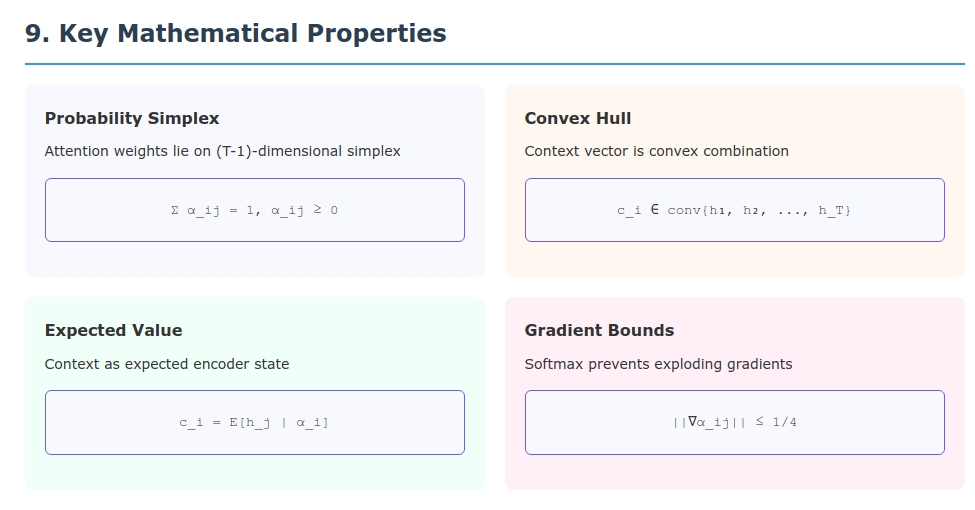 9. Key Mathematical Properties
Probability Simplex
Attention weights lie on (T-1)-dimensional simplex
Σ α_ij = 1, α_ij ≥ 0
Convex Hull
Context vector is convex combination
c_i ∈ conv{h₁, h₂, ..., h_T}
Expected Value
Context as expected encoder state
c_i = E[h_j | α_i]
Gradient Bounds
Softmax prevents exploding gradients
||∇α_ij|| ≤ 1/4